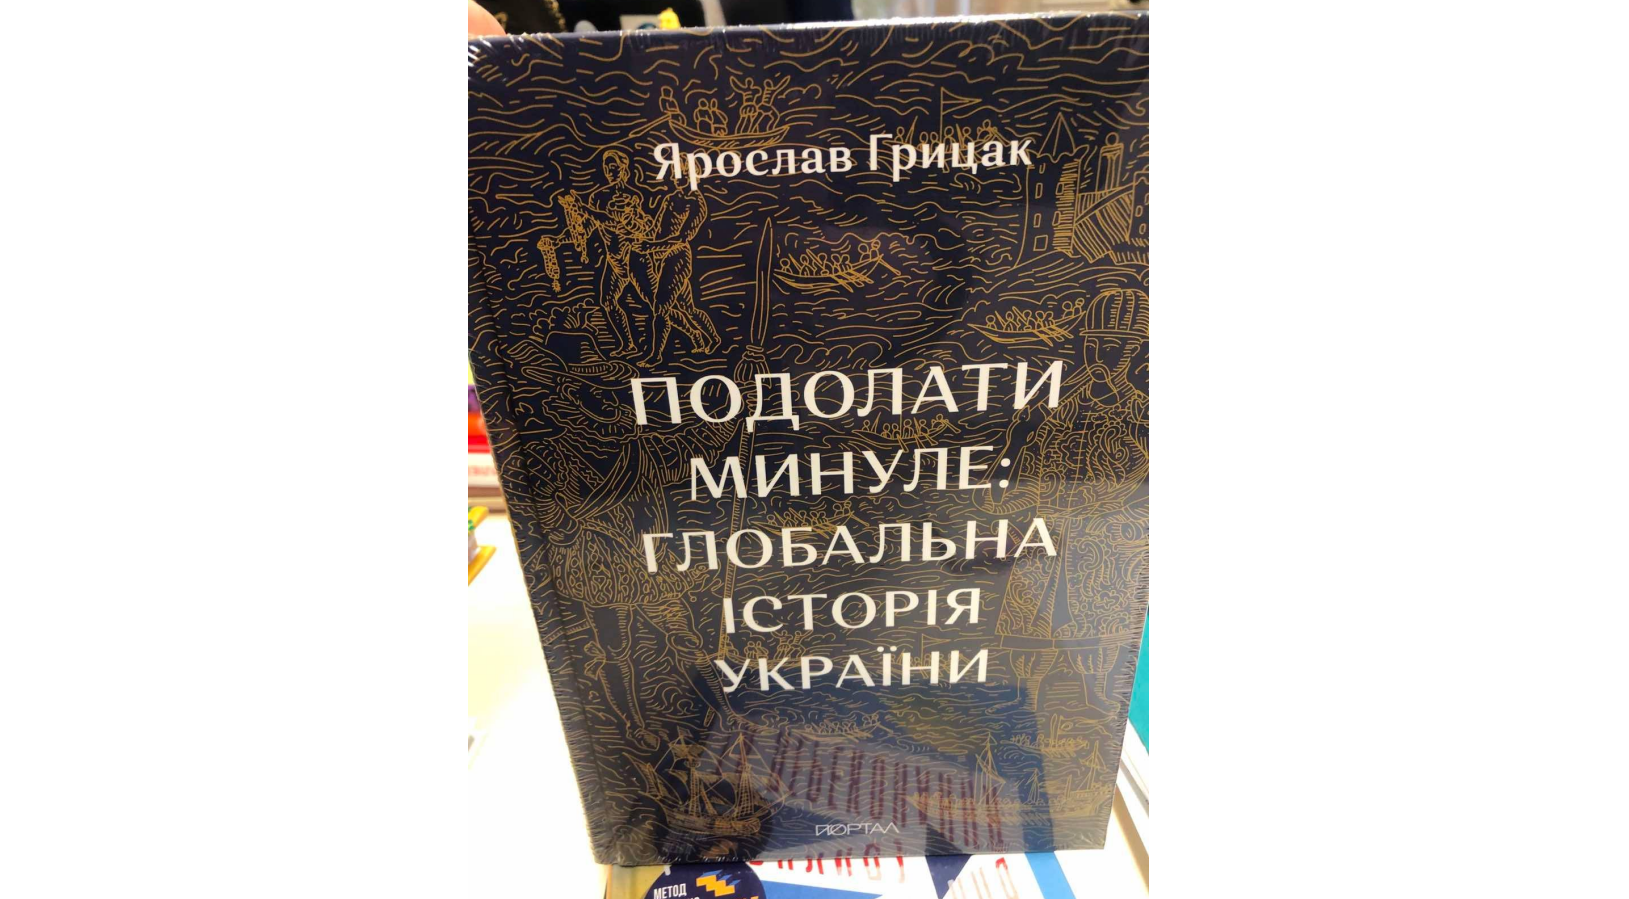 Ярослав Грицак
ПОДОЛАТИ
МИНУЛЕ:
ГЛОБАЛЬНА
ІСТОРІЯ
УКРАЇНИ
ПОРТАЛ
МЕТОД